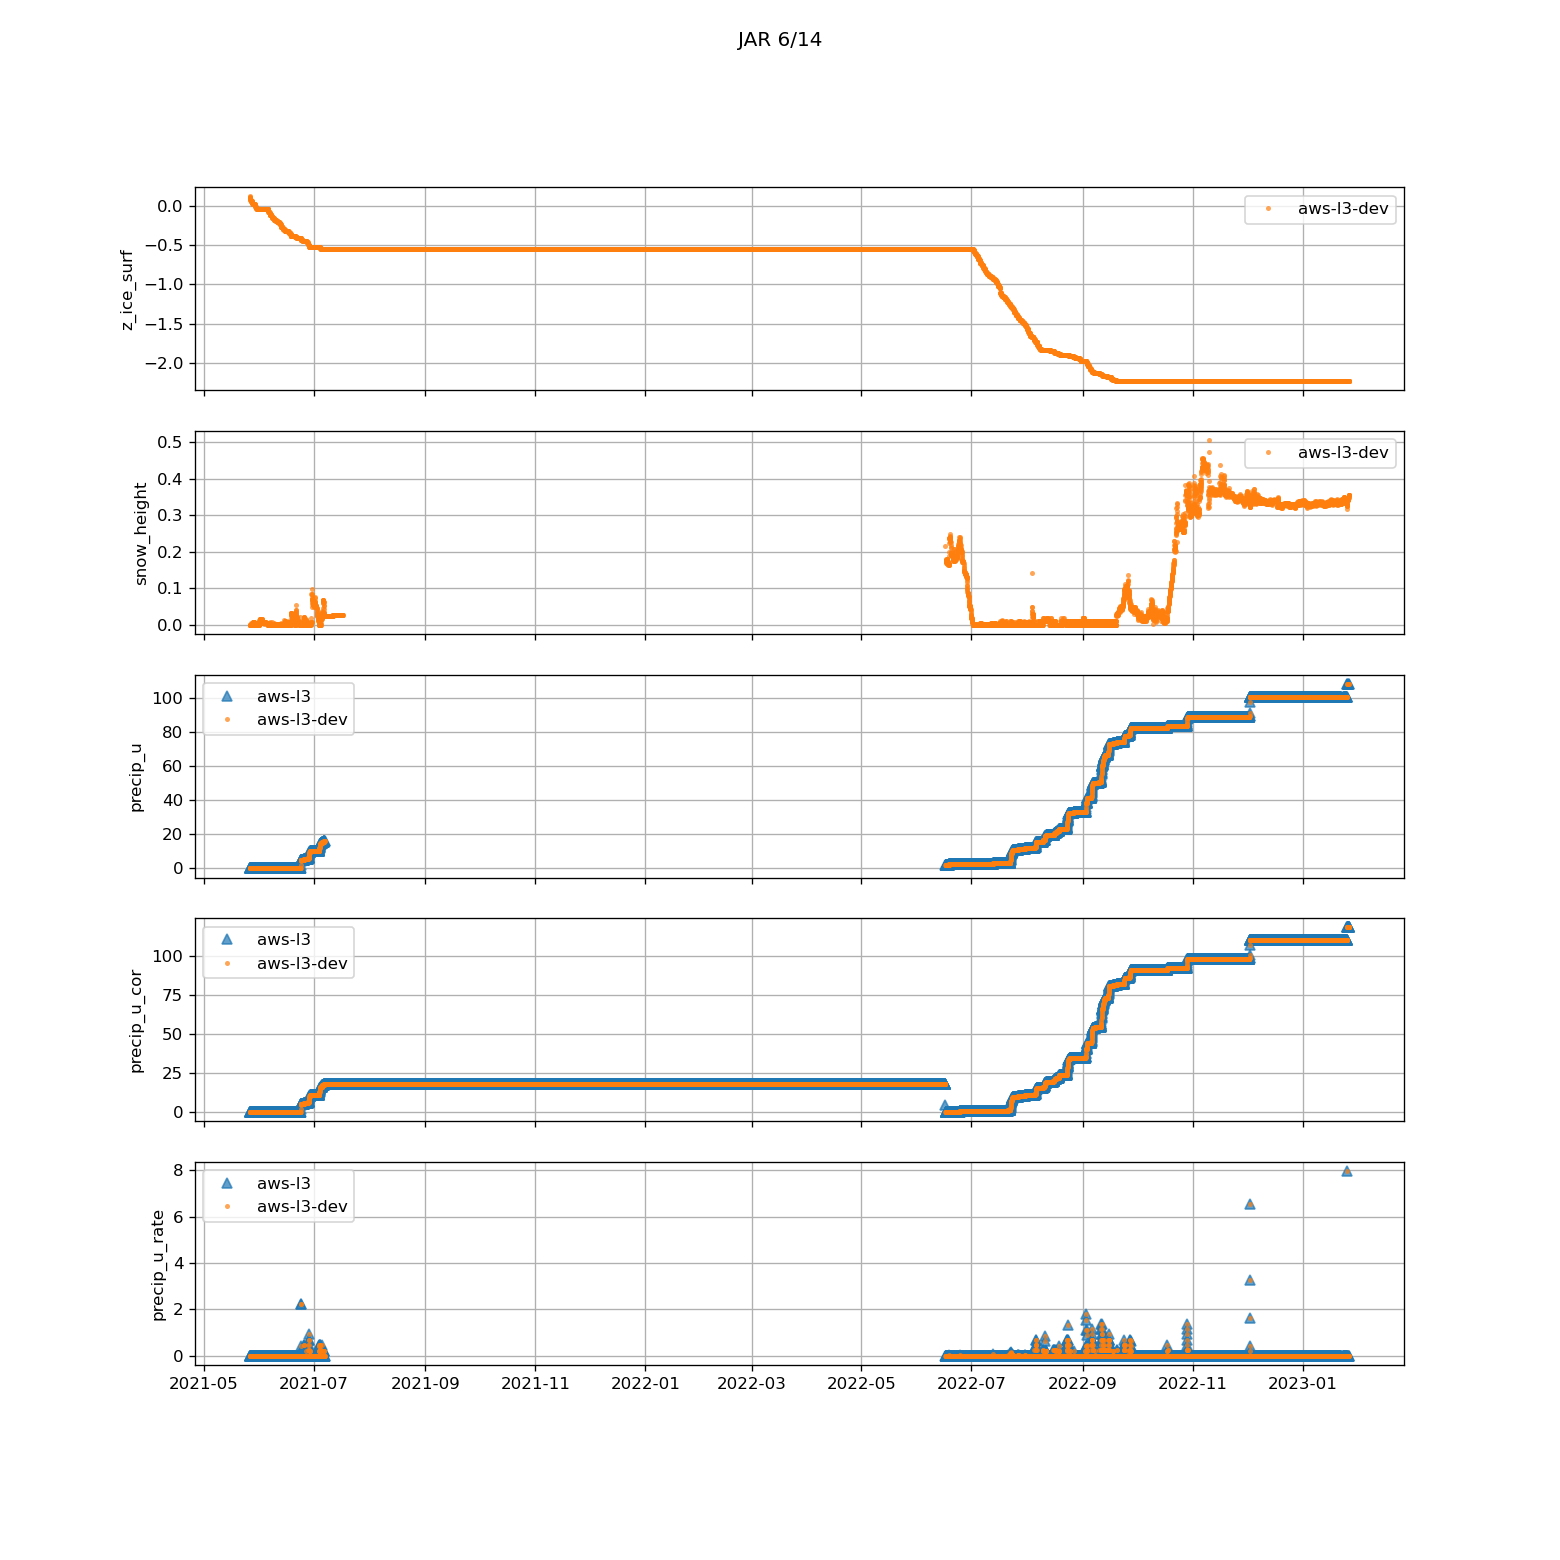 JAR 6/14
z_ice_surf
0.0
−0.5
−1.0
−1.5
−2.0
aws-l3-dev
snow_height
0.5
0.4
0.3
0.2
0.1
0.0
aws-l3-dev
precip_u
100
80
60
40
20
0
aws-l3
aws-l3-dev
precip_u_cor
100
75
50
25
0
aws-l3
aws-l3-dev
precip_u_rate
8
6
4
2
0
aws-l3
aws-l3-dev
2021-05 2021-07 2021-09 2021-11 2022-01 2022-03 2022-05 2022-07 2022-09 2022-11 2023-01